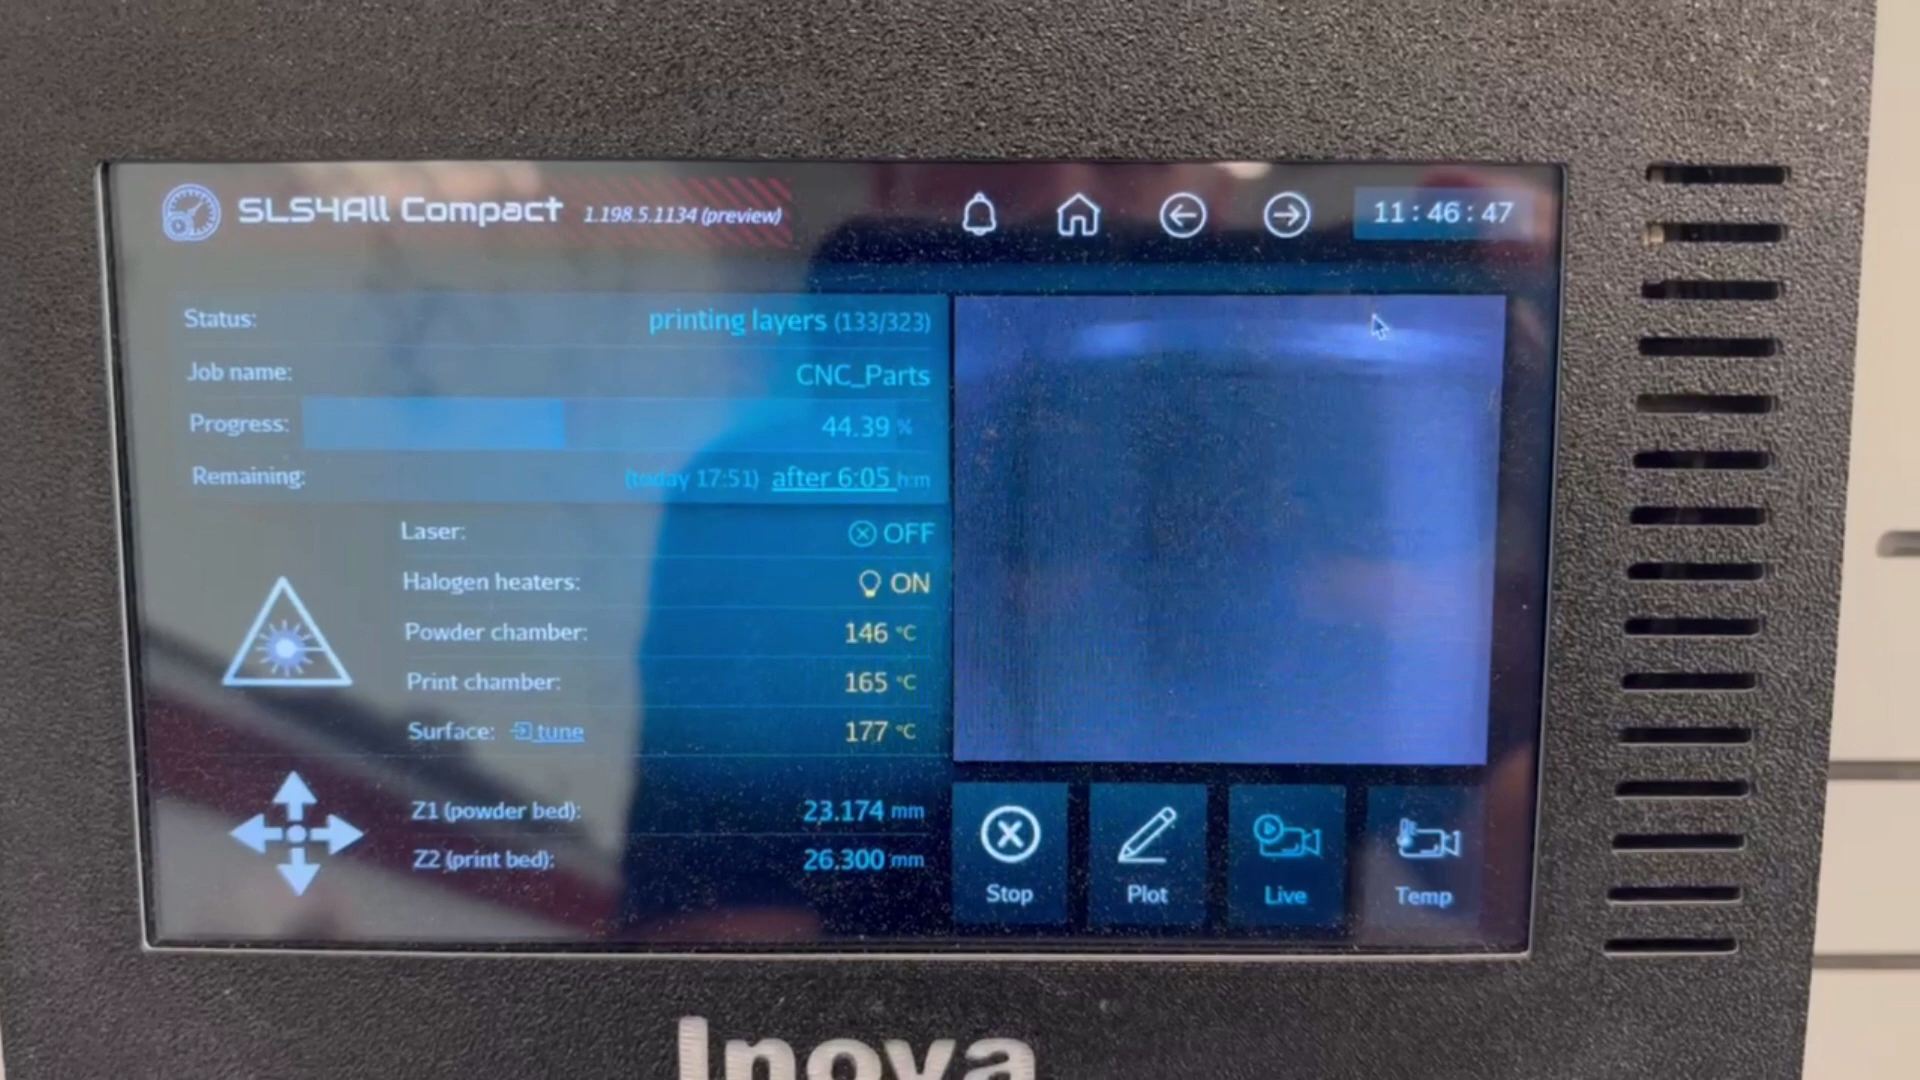 SLS4All Compact 1.198.5.1134 (preview)
11:46:47
Status: printing layers (133/323)
Job name: CNC_Parts
Progress: 44.39 %
Remaining: (today 17:51) after 6:05 h:m
Laser: OFF
Halogen heaters: ON
Powder chamber: 146 °C
Print chamber: 165 °C
Surface: tune 177 °C
Z1 (powder bed): 23.174 mm
Z2 (print bed): 26.300 mm
Stop Plot Live Temp
Inova